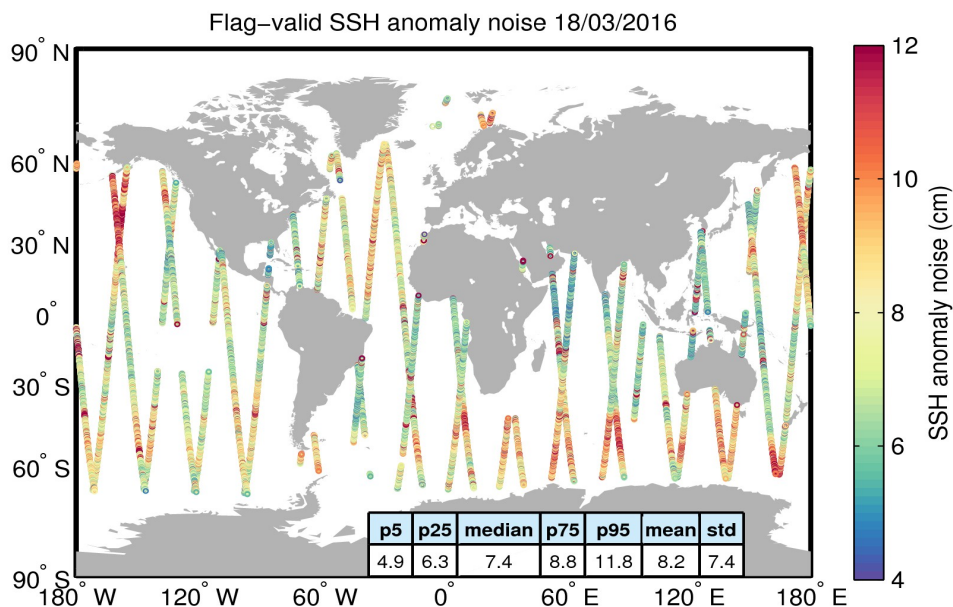 Flag−valid SSH anomaly noise 18/03/2016
90° N
60° N
30° N
0°
30° S
60° S
90° S
180° W 120° W 60° W 0° 60° E 120° E 180° E
p5 p25 median p75 p95 mean std
4.9 6.3 7.4 8.8 11.8 8.2 7.4
12
10
8
6
4
SSH anomaly noise (cm)